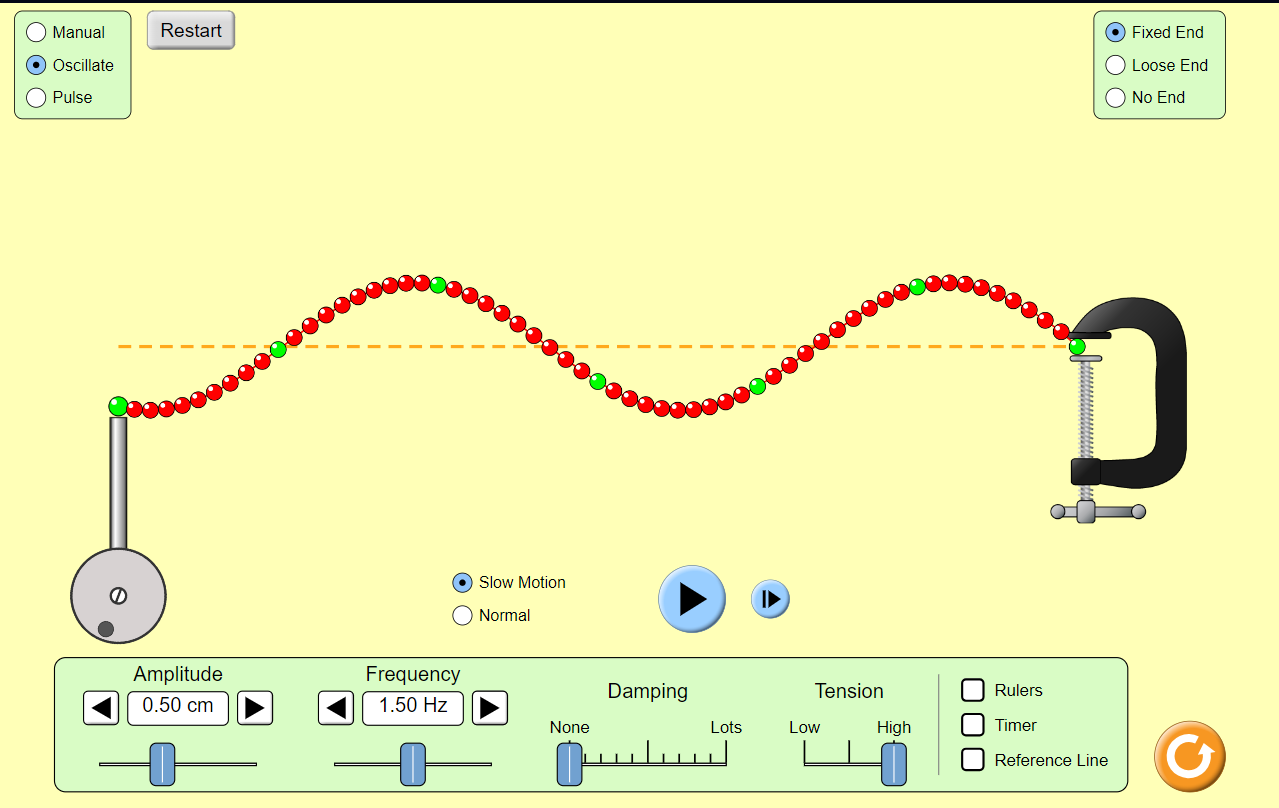 Manual
Oscillate
Pulse
Restart
Fixed End
Loose End
No End
Slow Motion
Normal
Amplitude
0.50 cm
Frequency
1.50 Hz
Damping
None
Lots
Tension
Low
High
Rulers
Timer
Reference Line